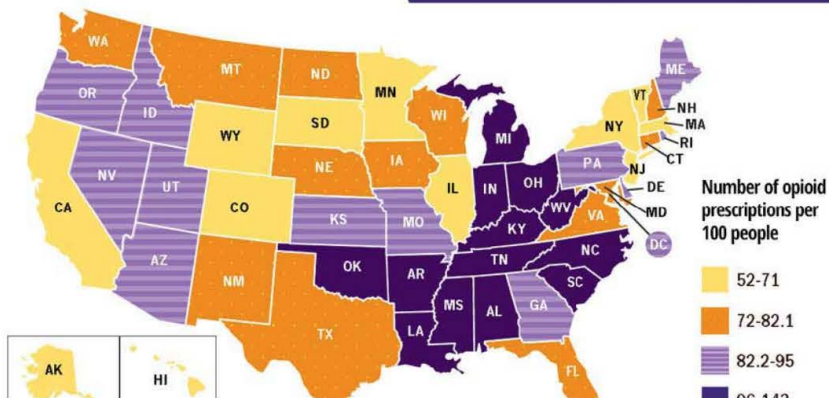 WA
MT
ND
MN
ME
OR
ID
SD
WI
VT
NH
WY
MI
NY
MA
RI
NE
IA
PA
CT
NV
UT
IL
IN
OH
NJ
DE
CA
CO
KS
MO
WV
VA
MD
KY
DC
AZ
NM
OK
AR
TN
NC
SC
MS
AL
GA
TX
LA
FL
AK
HI
Number of opioid
prescriptions per
100 people
52-71
72-82.1
82.2-95